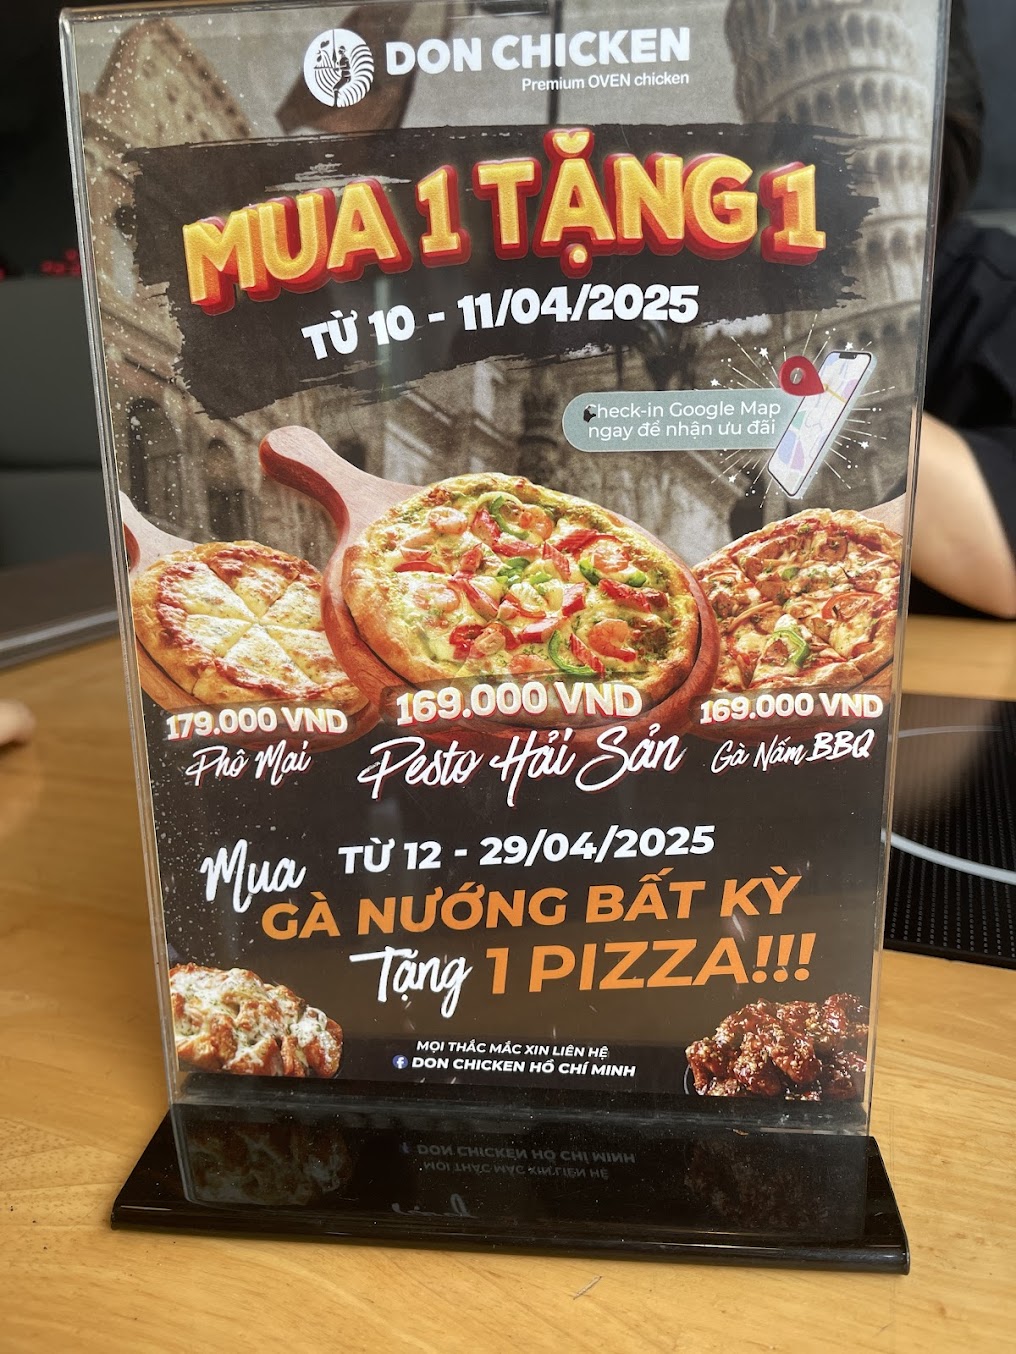 DON CHICKEN
Premium OVEN chicken
MUA 1 TẶNG 1
TỪ 10 - 11/04/2025
Check-in Google Map
ngay để nhận ưu đãi
179.000 VND
169.000 VND
169.000 VND
Phô Mai
Pesto Hải Sản
Gà Nấm BBQ
Mua TỪ 12 - 29/04/2025
GÀ NƯỚNG BẤT KỲ
Tặng 1 PIZZA!!!
MỌI THẮC MẮC XIN LIÊN HỆ
DON CHICKEN HỒ CHÍ MINH